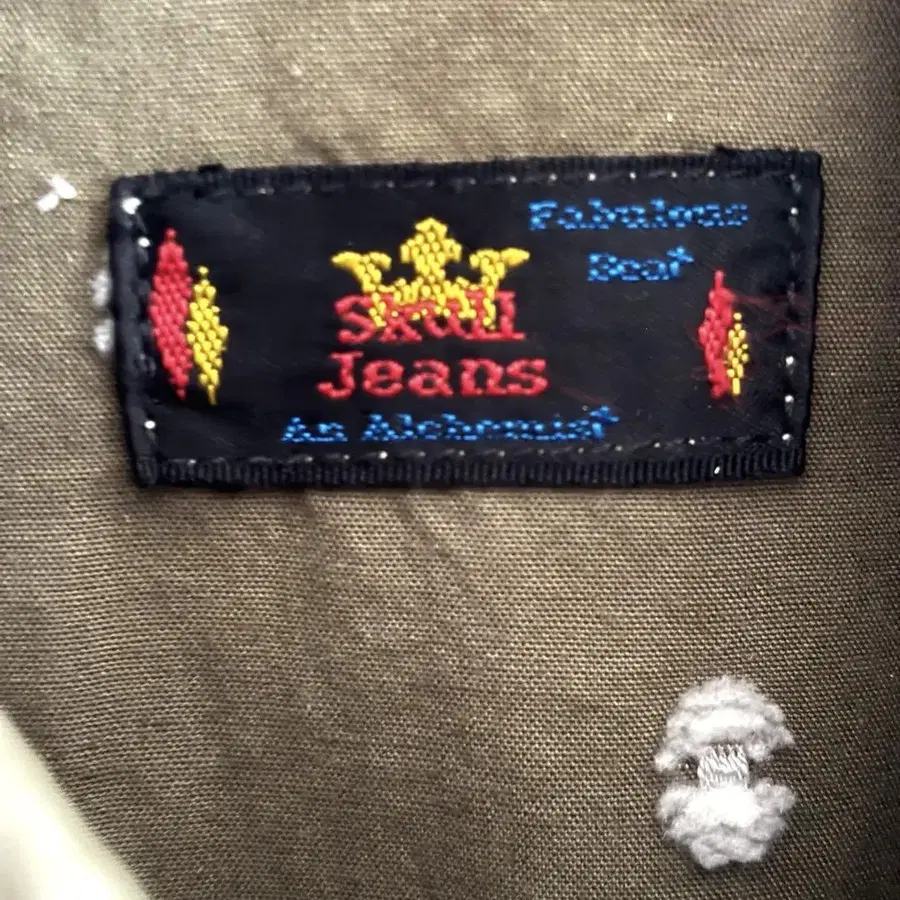 Fabulous
Beat
Skull
Jeans
An Alchemist